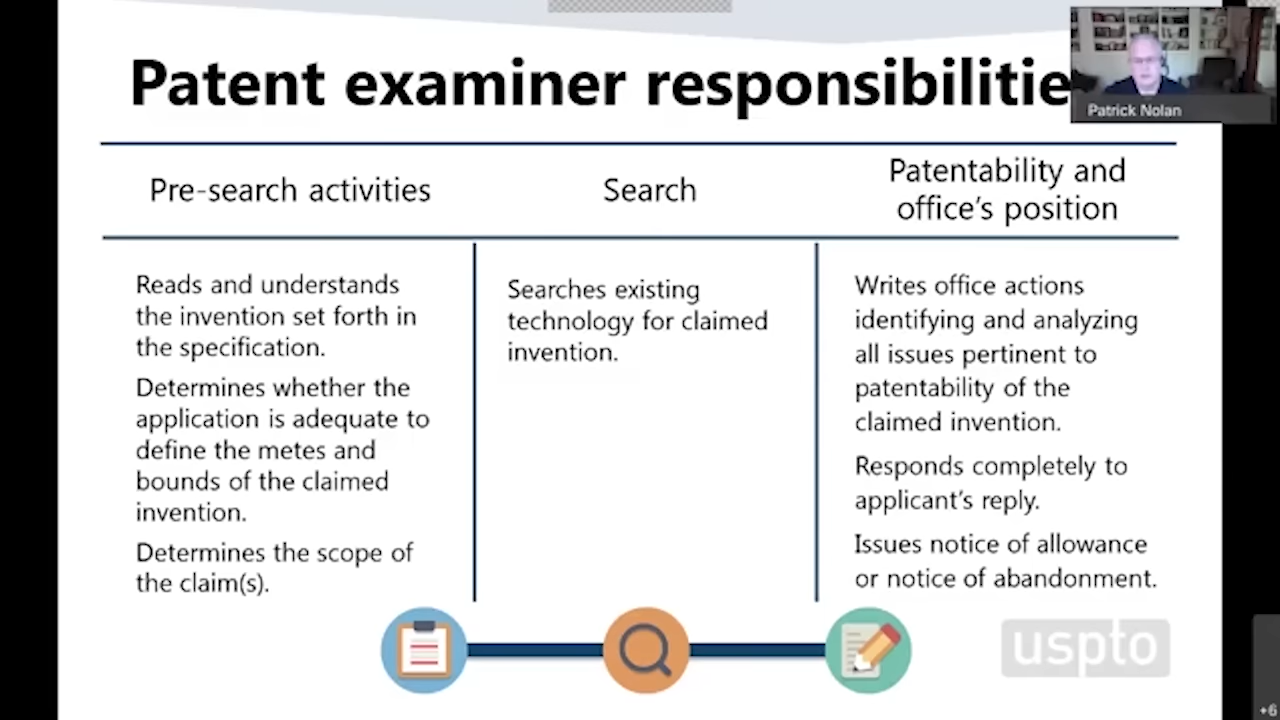 Patent examiner responsibilitie
Patrick Nolan
Pre-search activities
Search
Patentability and
office's position
Reads and understands
the invention set forth in
the specification.
Determines whether the
application is adequate to
define the metes and
bounds of the claimed
invention.
Determines the scope of
the claim(s).
Searches existing
technology for claimed
invention.
Writes office actions
identifying and analyzing
all issues pertinent to
patentability of the
claimed invention.
Responds completely to
applicant's reply.
Issues notice of allowance
or notice of abandonment.
uspto
+6